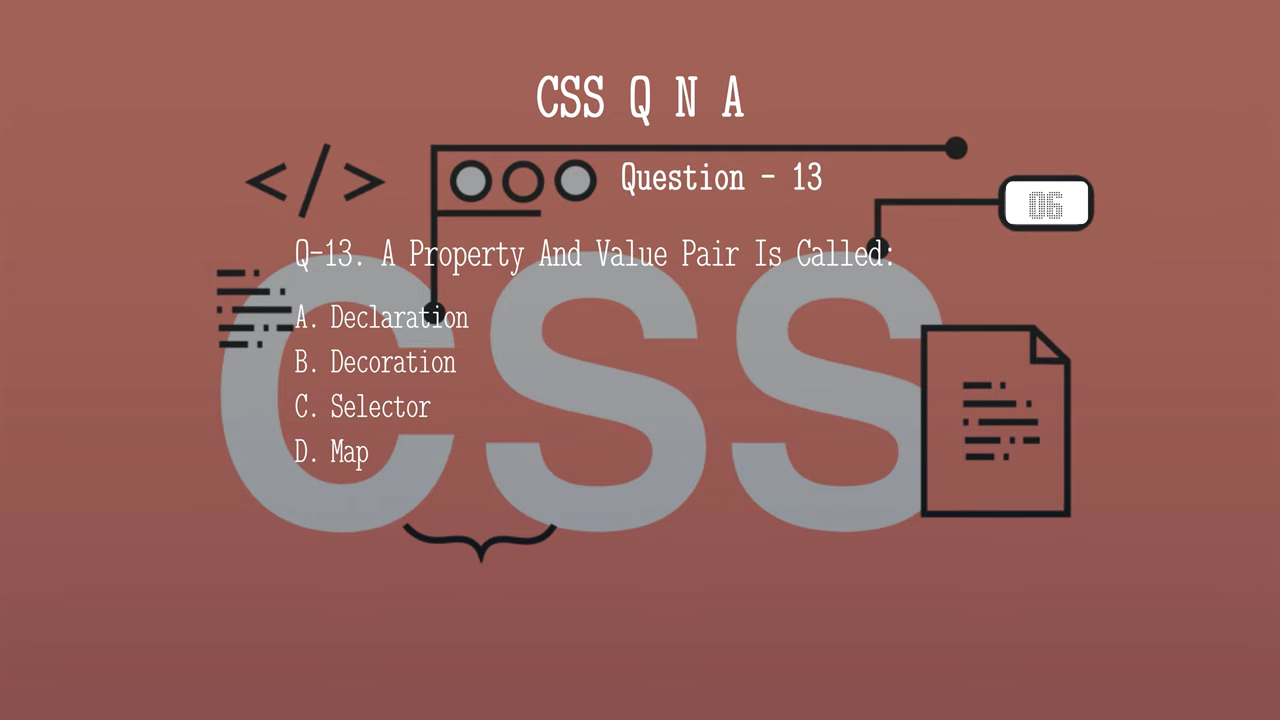 CSS Q N A
Question - 13
06
Q-13. A Property And Value Pair Is Called:
A. Declaration
B. Decoration
C. Selector
D. Map
CSS